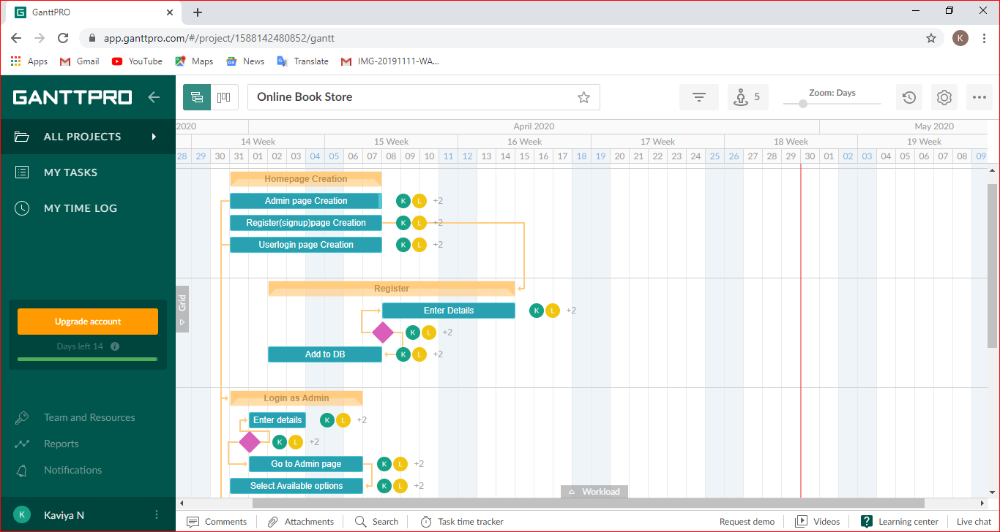 G GanttPRO
app.ganttpro.com/#/project/1588142480852/gantt K
Apps Gmail YouTube Maps News Translate IMG-20191111-WA...
GANTTPRO
Online Book Store 5 Zoom: Days
ALL PROJECTS
MY TASKS
MY TIME LOG
Upgrade account
Days left 14
Team and Resources
Reports
Notifications
K Kaviya N
2020 April 2020 May 2020
14 Week 15 Week 16 Week 17 Week 18 Week 19 Week
28 29 30 31 01 02 03 04 05 06 07 08 09 10 11 12 13 14 15 16 17 18 19 20 21 22 23 24 25 26 27 28 29 30 01 02 03 04 05 06 07 08 09
Homepage Creation
Admin page Creation K L +2
Register(signup)page Creation K L +2
Userlogin page Creation K L +2
Grid
Register
Enter Details K L +2
K L +2
Add to DB K L +2
Login as Admin
Enter details K L +2
K L +2
Go to Admin page K L +2
Select Available options K L +2
Workload
Comments Attachments Search Task time tracker Request demo Videos Learning center Live chat